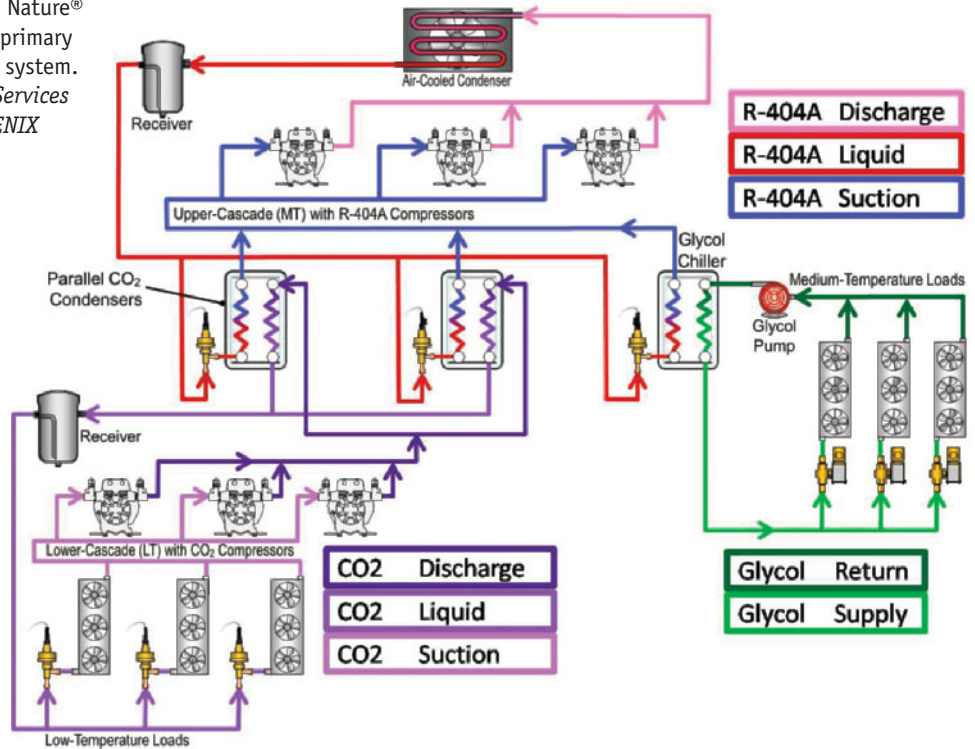 Nature®
primary
system.
Services
ENIX
Air-Cooled Condenser
Receiver
R-404A Discharge
R-404A Liquid
R-404A Suction
Upper-Cascade (MT) with R-404A Compressors
Glycol
Chiller
Parallel CO₂
Condensers
Medium-Temperature Loads
Glycol
Pump
Receiver
Lower-Cascade (LT) with CO₂ Compressors
CO2 Discharge
CO2 Liquid
CO2 Suction
Glycol Return
Glycol Supply
Low-Temperature Loads